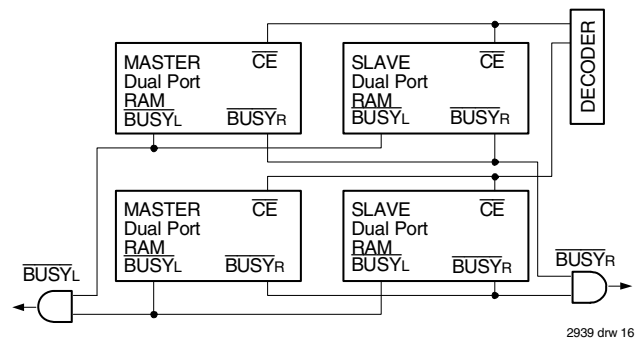 MASTER CE
Dual Port
RAM
BUSYL BUSYR
SLAVE CE
Dual Port
RAM
BUSYL BUSYR
DECODER
MASTER CE
Dual Port
RAM
BUSYL BUSYR
SLAVE CE
Dual Port
RAM
BUSYL BUSYR
BUSYL
BUSYR
2939 drw 16